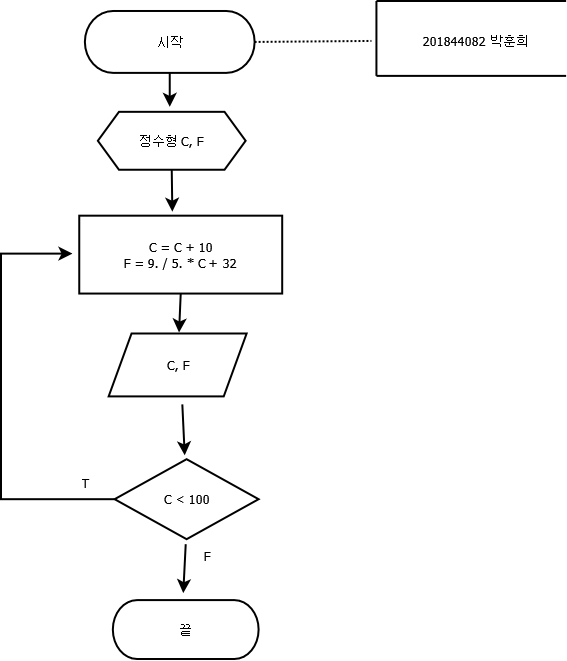 시작
201844082 박훈희
정수형 C, F
C = C + 10
F = 9. / 5. * C + 32
C, F
T
C < 100
F
끝